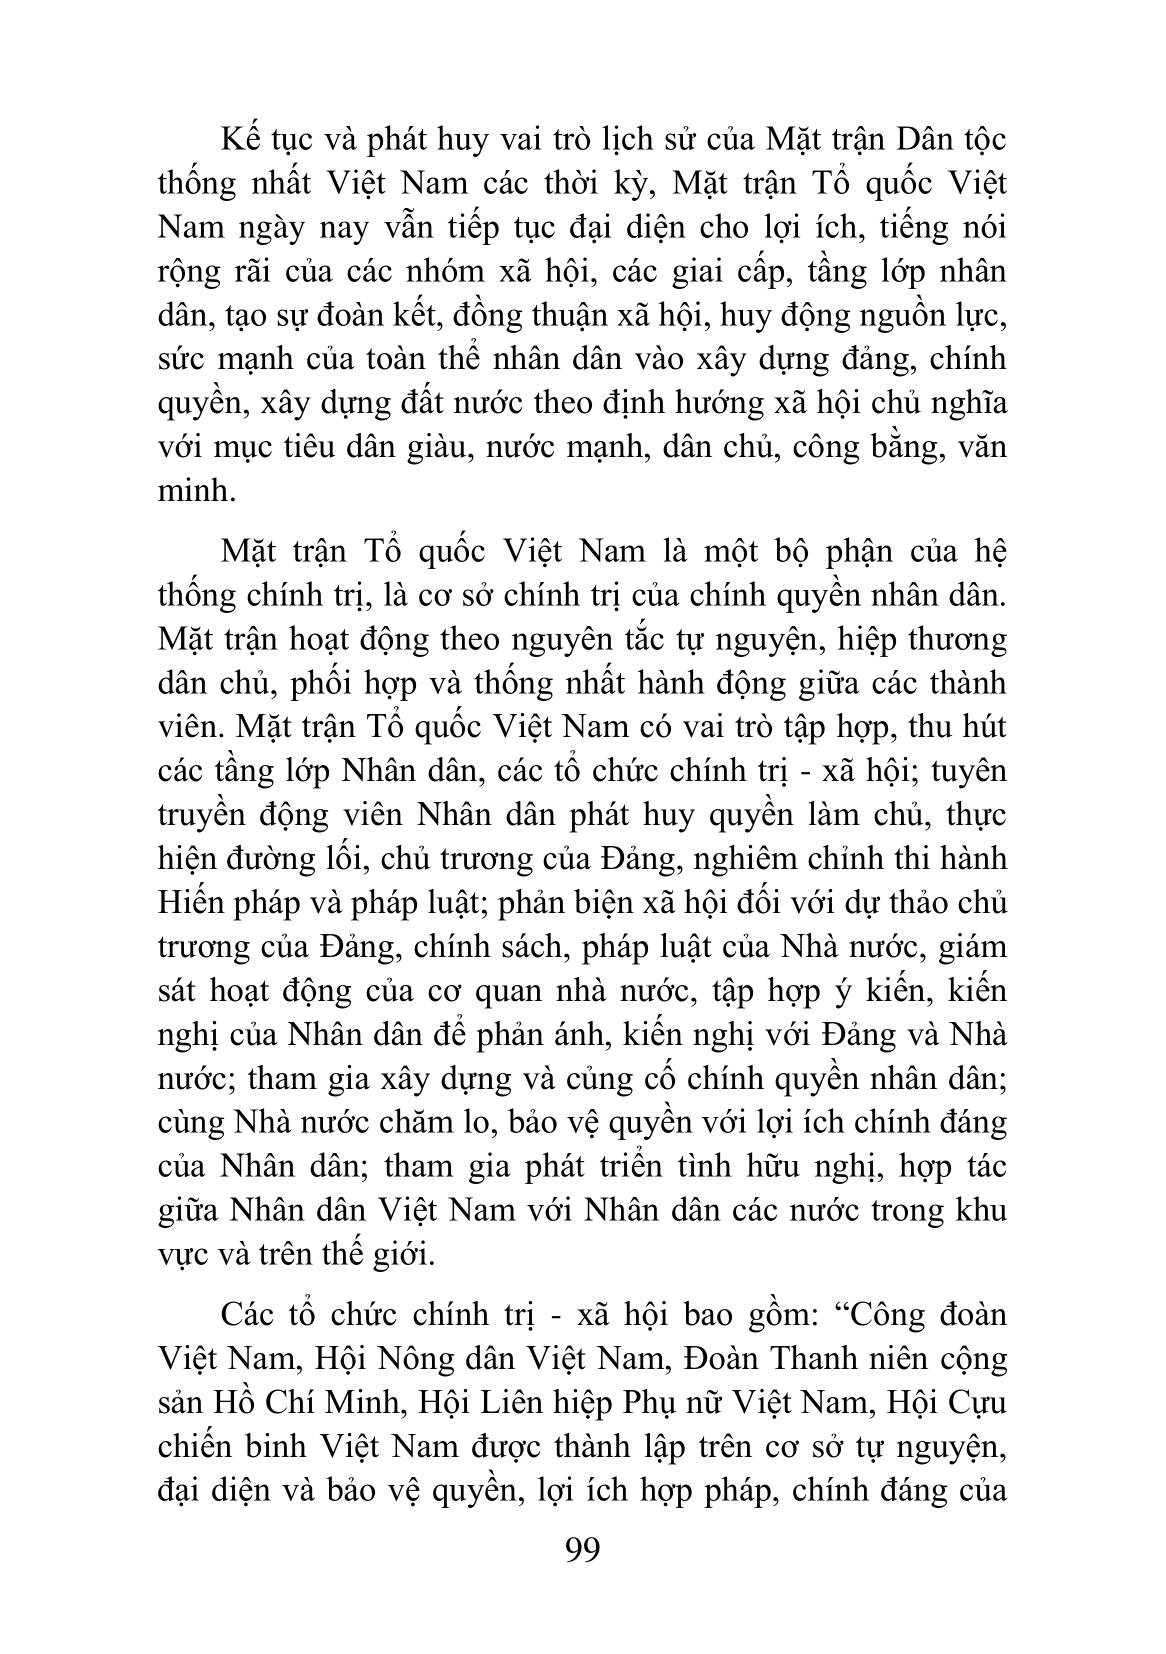 Kế tục và phát huy vai trò lịch sử của Mặt trận Dân tộc
thống nhất Việt Nam các thời kỳ, Mặt trận Tổ quốc Việt
Nam ngày nay vẫn tiếp tục đại diện cho lợi ích, tiếng nói
rộng rãi của các nhóm xã hội, các giai cấp, tầng lớp nhân
dân, tạo sự đoàn kết, đồng thuận xã hội, huy động nguồn lực,
sức mạnh của toàn thể nhân dân vào xây dựng đảng, chính
quyền, xây dựng đất nước theo định hướng xã hội chủ nghĩa
với mục tiêu dân giàu, nước mạnh, dân chủ, công bằng, văn
minh.
Mặt trận Tổ quốc Việt Nam là một bộ phận của hệ
thống chính trị, là cơ sở chính trị của chính quyền nhân dân.
Mặt trận hoạt động theo nguyên tắc tự nguyện, hiệp thương
dân chủ, phối hợp và thống nhất hành động giữa các thành
viên. Mặt trận Tổ quốc Việt Nam có vai trò tập hợp, thu hút
các tầng lớp Nhân dân, các tổ chức chính trị - xã hội; tuyên
truyền động viên Nhân dân phát huy quyền làm chủ, thực
hiện đường lối, chủ trương của Đảng, nghiêm chỉnh thi hành
Hiến pháp và pháp luật; phản biện xã hội đối với dự thảo chủ
trương của Đảng, chính sách, pháp luật của Nhà nước, giám
sát hoạt động của cơ quan nhà nước, tập hợp ý kiến, kiến
nghị của Nhân dân để phản ánh, kiến nghị với Đảng và Nhà
nước; tham gia xây dựng và củng cố chính quyền nhân dân;
cùng Nhà nước chăm lo, bảo vệ quyền với lợi ích chính đáng
của Nhân dân; tham gia phát triển tình hữu nghị, hợp tác
giữa Nhân dân Việt Nam với Nhân dân các nước trong khu
vực và trên thế giới.
Các tổ chức chính trị - xã hội bao gồm: “Công đoàn
Việt Nam, Hội Nông dân Việt Nam, Đoàn Thanh niên cộng
sản Hồ Chí Minh, Hội Liên hiệp Phụ nữ Việt Nam, Hội Cựu
chiến binh Việt Nam được thành lập trên cơ sở tự nguyện,
đại diện và bảo vệ quyền, lợi ích hợp pháp, chính đáng của
99